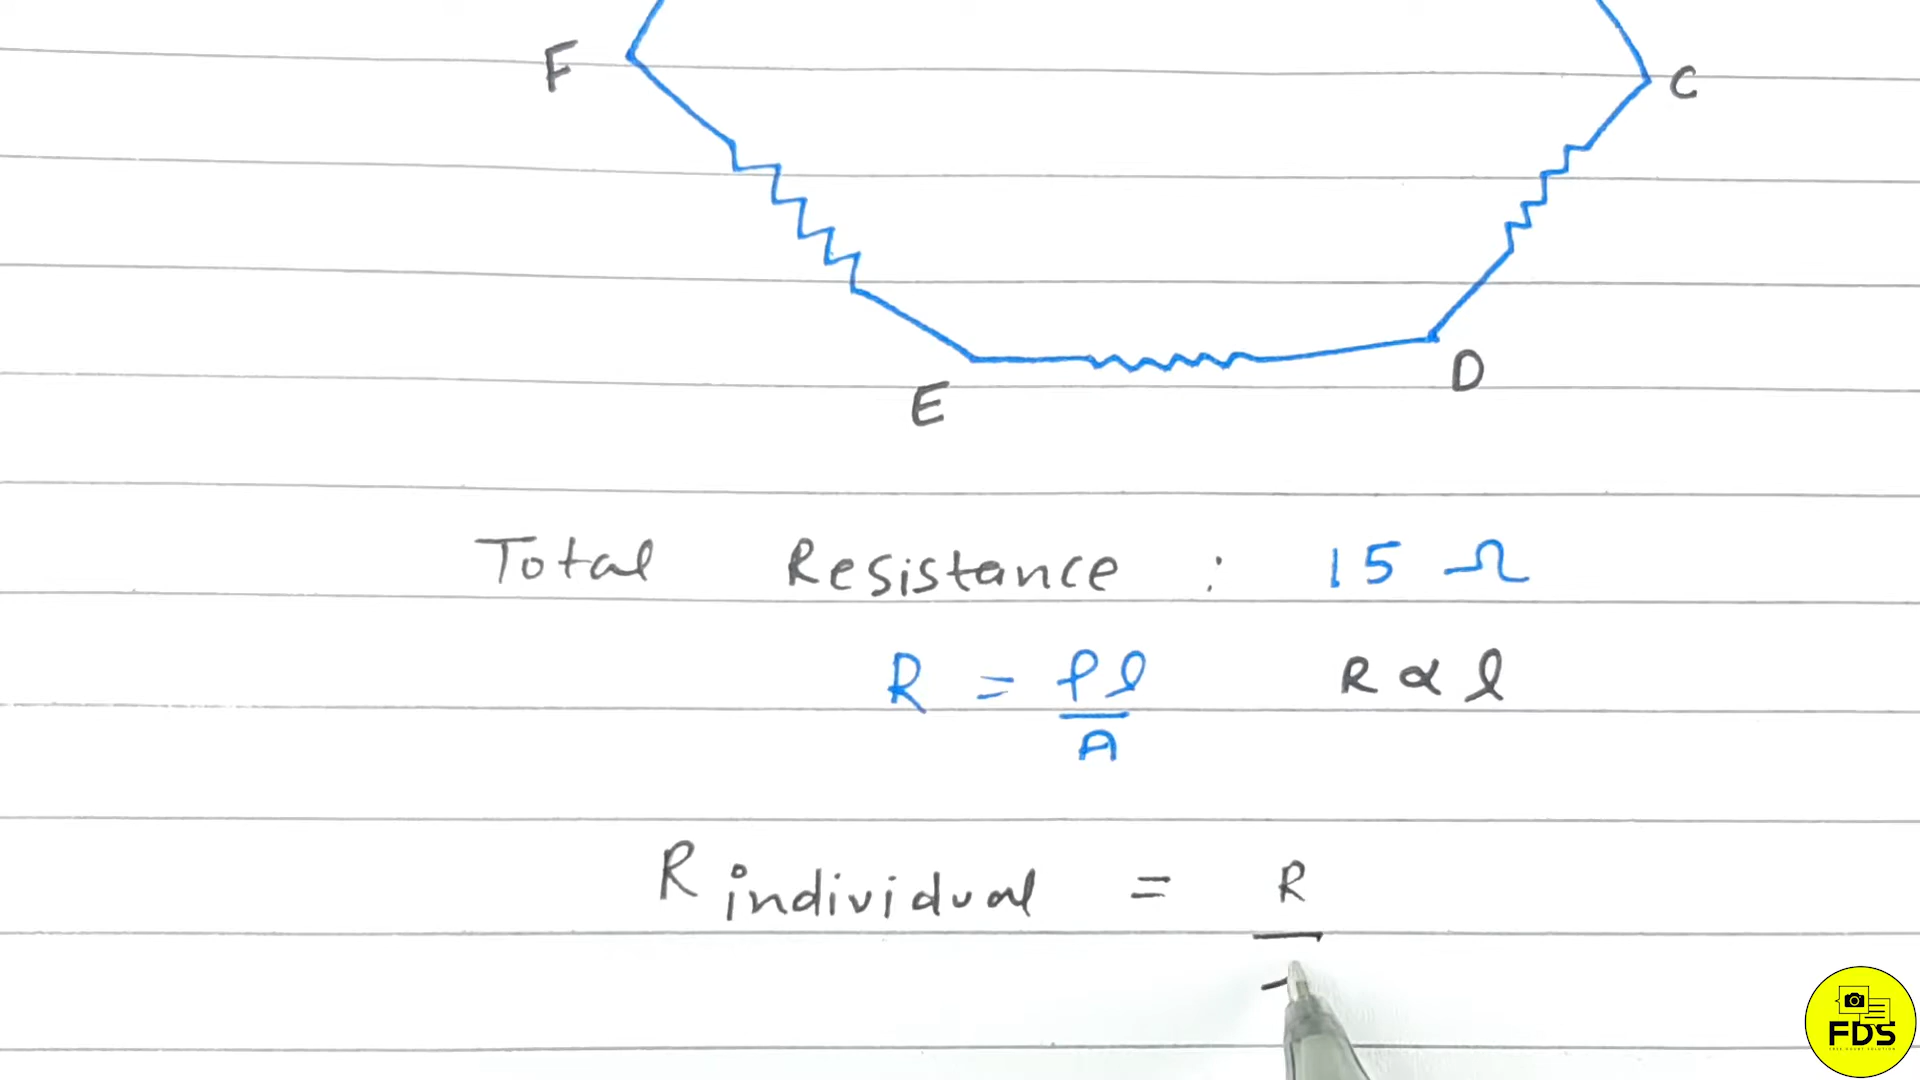 F
C
D
E
Total Resistance : 15 Ω
R = ρl/A R ∝ l
R individual = R
FDS